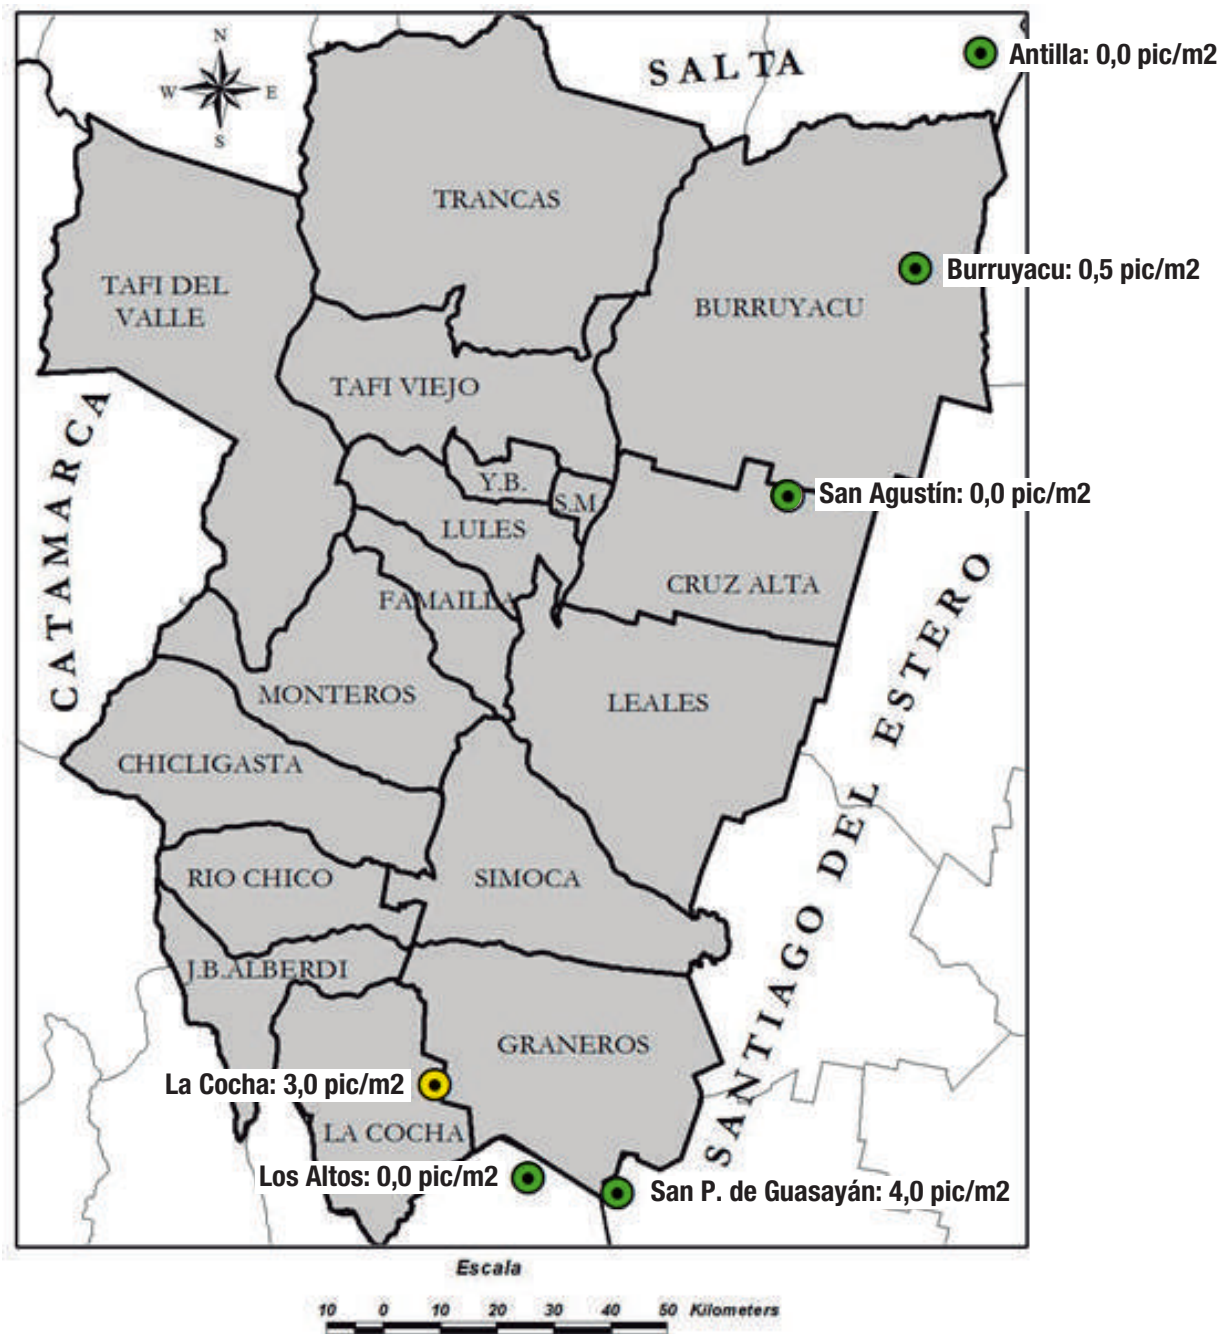 N
W E
S
SALTA
Antilla: 0,0 pic/m2
TRANCAS
Burruyacu: 0,5 pic/m2
TAFI DEL
VALLE
BURRUYACU
TAFI VIEJO
CATAMARCA
Y.B.
S.M
San Agustín: 0,0 pic/m2
LULES
CRUZ ALTA
FAMAILLA
MONTEROS
LEALES
SANTIAGO DEL ESTERO
CHICLIGASTA
RIO CHICO
SIMOCA
J.B.ALBERDI
GRANEROS
La Cocha: 3,0 pic/m2
LA COCHA
Los Altos: 0,0 pic/m2
San P. de Guasayán: 4,0 pic/m2
Escala
10 0 10 20 30 40 50 Kilometers